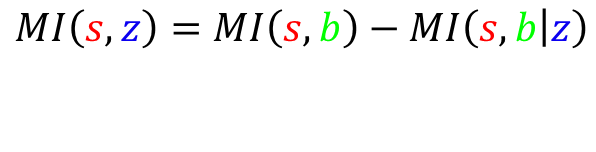 MI(s, z) = MI(s, b) − MI(s, b|z)